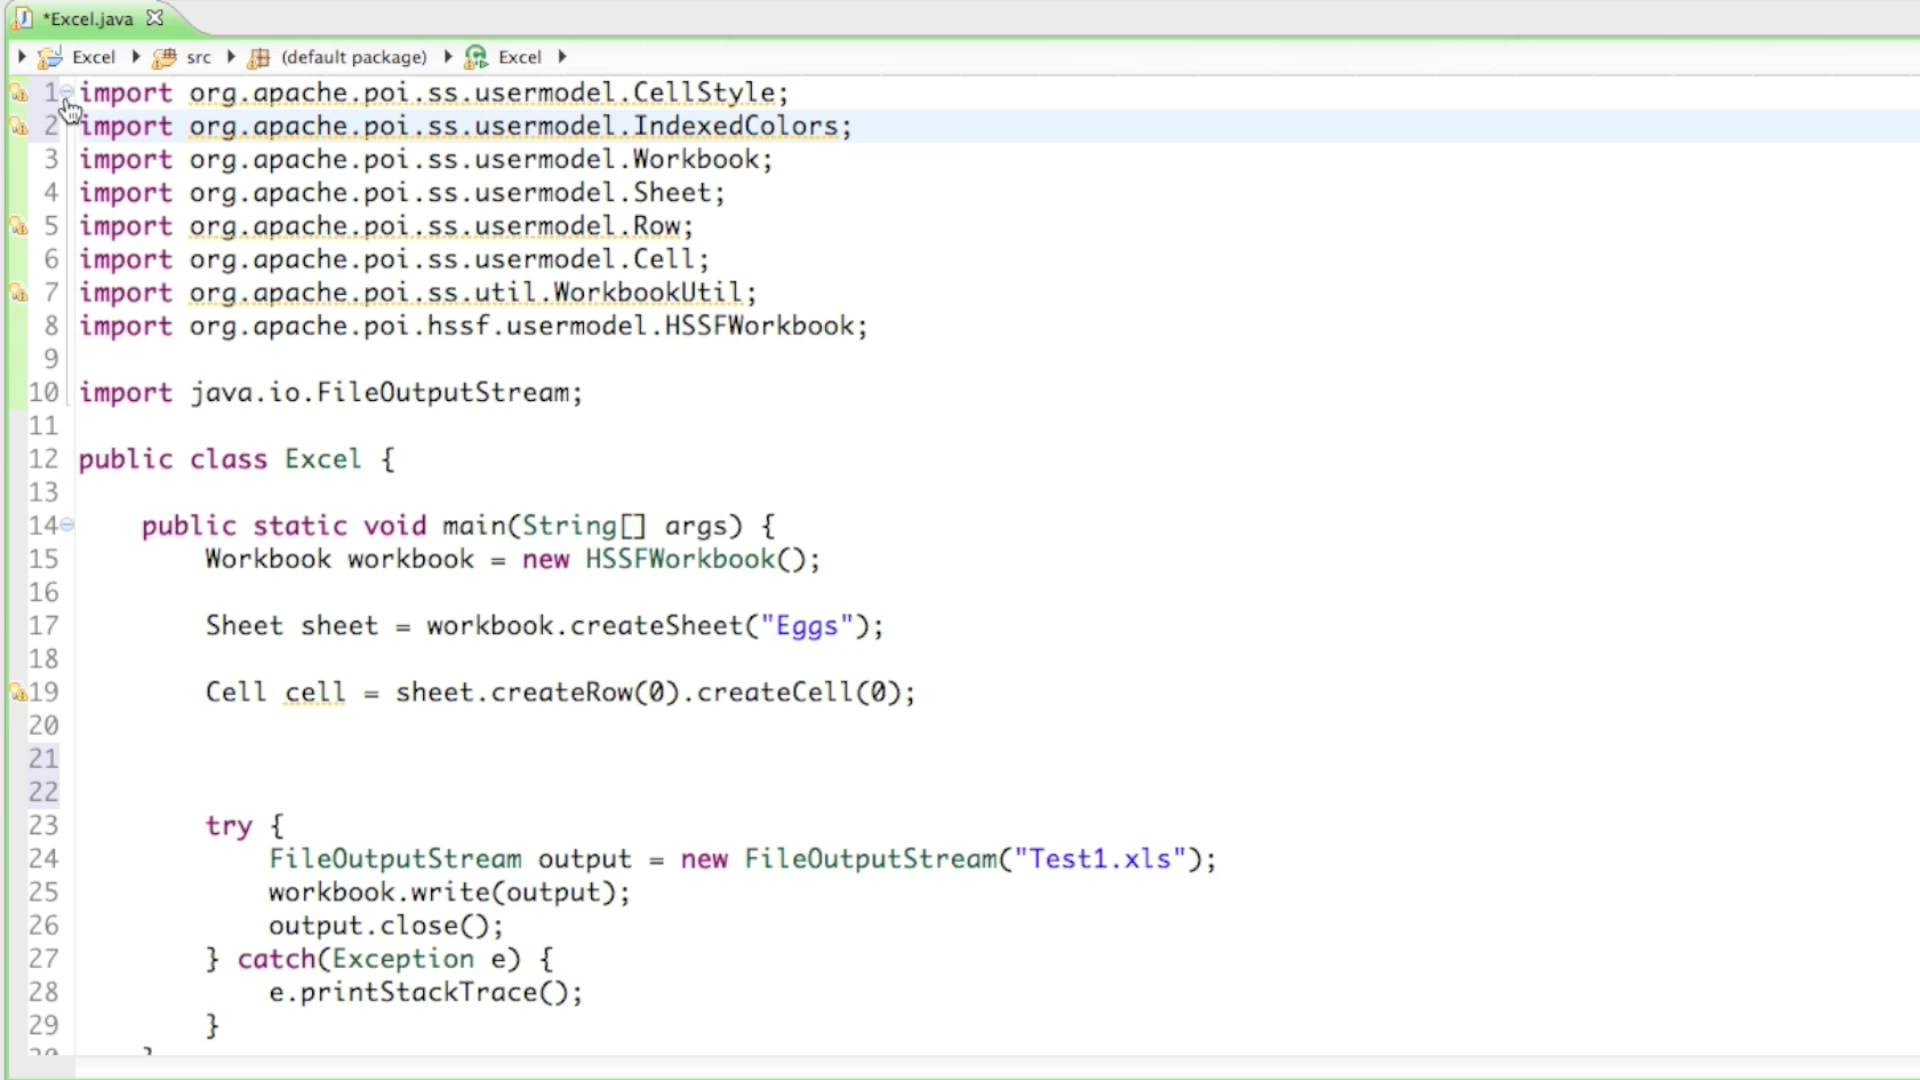 *Excel.java
Excel src (default package) Excel
1 import org.apache.poi.ss.usermodel.CellStyle;
2 import org.apache.poi.ss.usermodel.IndexedColors;
3 import org.apache.poi.ss.usermodel.Workbook;
4 import org.apache.poi.ss.usermodel.Sheet;
5 import org.apache.poi.ss.usermodel.Row;
6 import org.apache.poi.ss.usermodel.Cell;
7 import org.apache.poi.ss.util.WorkbookUtil;
8 import org.apache.poi.hssf.usermodel.HSSFWorkbook;
9
10 import java.io.FileOutputStream;
11
12 public class Excel {
13
14     public static void main(String[] args) {
15         Workbook workbook = new HSSFWorkbook();
16
17         Sheet sheet = workbook.createSheet("Eggs");
18
19         Cell cell = sheet.createRow(0).createCell(0);
20
21
22
23         try {
24             FileOutputStream output = new FileOutputStream("Test1.xls");
25             workbook.write(output);
26             output.close();
27         } catch(Exception e) {
28             e.printStackTrace();
29         }